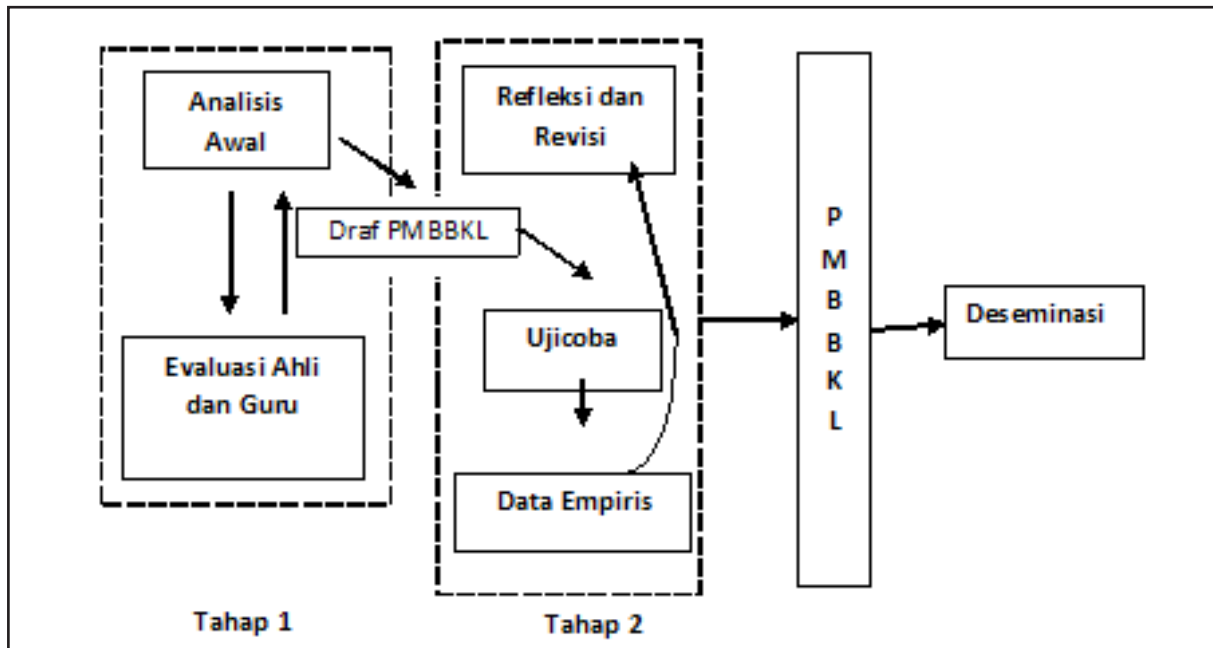 Analisis
Awal
Evaluasi Ahli
dan Guru
Draf PMBBKL
Refleksi dan
Revisi
Ujicoba
Data Empiris
P
M
B
B
K
L
Deseminasi
Tahap 1
Tahap 2